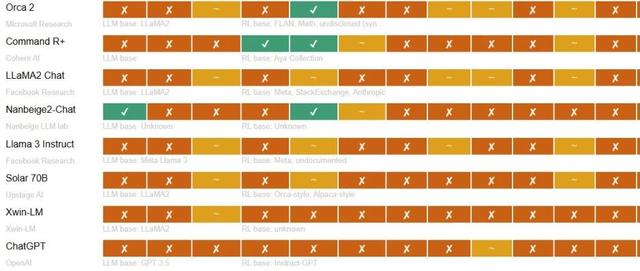 Orca 2 ✗ ✗ ~ ✗ ✓ ✗ ✗ ~ ~ ✗ ~ ✗
Microsoft Research LLM base: LLaMA2 RL base: FLAN, Math, undisclosed (syn...
Command R+ ✗ ✗ ✗ ✓ ✓ ~ ✗ ✗ ✗ ✗ ~ ✗
Cohere AI LLM base: RL base: Aya Collection
LLaMA2 Chat ✗ ✗ ~ ✗ ~ ✗ ✗ ~ ~ ✗ ~ ✗
Facebook Research LLM base: LLaMA2 RL base: Meta, StackExchange, Anthropic
Nanbeige2-Chat ✓ ✗ ✗ ✗ ✓ ~ ✗ ✗ ✗ ✗ ✗ ✗
Nanbeige LLM lab LLM base: Unknown RL base: Unknown
Llama 3 Instruct ✗ ✗ ~ ✗ ~ ✗ ✗ ~ ✗ ✗ ~ ✗
Facebook Research LLM base: Meta Llama 3 RL base: Meta, undocumented
Solar 70B ✗ ✗ ~ ✗ ~ ✗ ✗ ✗ ✗ ✗ ~ ✗
Upstage AI LLM base: LLaMA2 RL base: Orca-style, Alpaca-style
Xwin-LM ✗ ✗ ~ ✗ ✗ ✗ ✗ ✗ ✗ ✗ ✗ ✗
Xwin-LM LLM base: LLaMA2 RL base: unknown
ChatGPT ✗ ✗ ✗ ✗ ✗ ✗ ✗ ✗ ~ ✗ ✗ ✗
OpenAI LLM base: GPT 3.5 RL base: Instruct-GPT